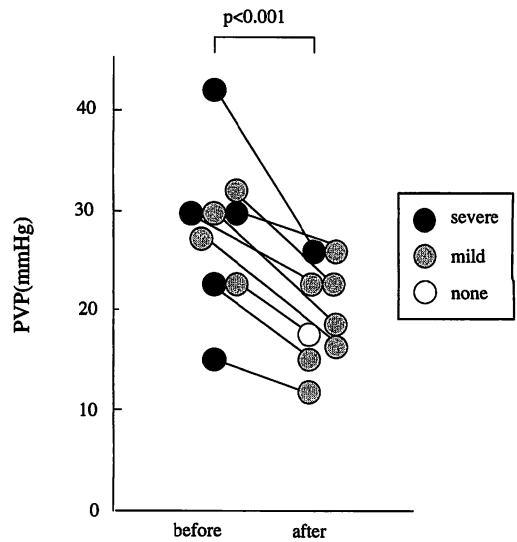 p<0.001
40
30
20
10
0
PVP(mmHg)
before
after
severe
mild
none